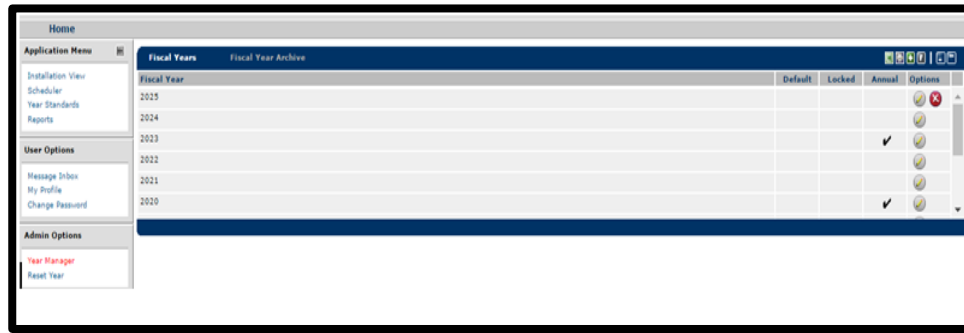 Home
Application Menu
Installation View
Scheduler
Year Standards
Reports
User Options
Message Inbox
My Profile
Change Password
Admin Options
Year Manager
Reset Year
Fiscal Years Fiscal Year Archive
Fiscal Year Default Locked Annual Options
2025
2024
2023
2022
2021
2020